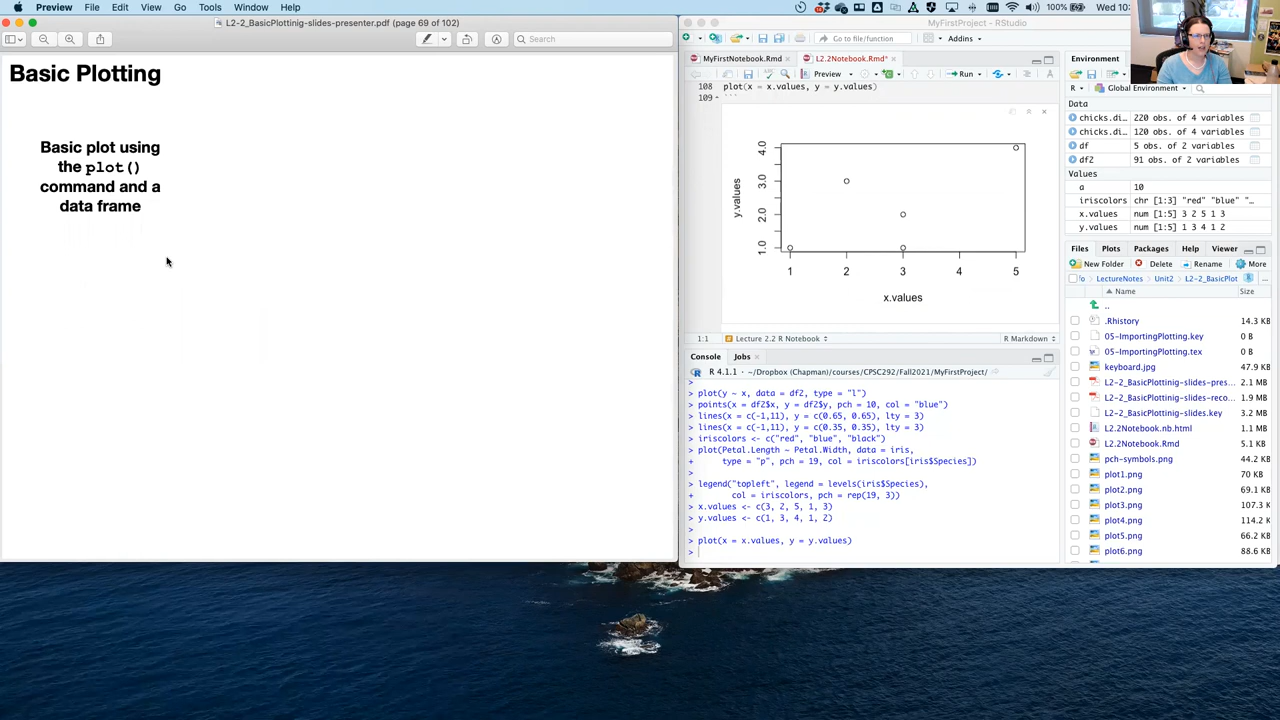 Preview File Edit View Go Tools Window Help
100%
Wed 10:
L2-2_BasicPlottinig-slides-presenter.pdf (page 69 of 102)
Search
Basic Plotting
Basic plot using
the plot()
command and a
data frame
MyFirstProject - RStudio
Go to file/function
Addins
MyFirstNotebook.Rmd
L2.2Notebook.Rmd*
Preview
Run
108 plot(x = x.values, y = y.values)
109 ```
y.values
4.0
3.0
2.0
1.0
1 2 3 4 5
x.values
1:1 Lecture 2.2 R Notebook R Markdown
Console Jobs
R 4.1.1 · ~/Dropbox (Chapman)/courses/CPSC292/Fall2021/MyFirstProject/
>
> plot(y ~ x, data = df2, type = "l")
> points(x = df2$x, y = df2$y, pch = 10, col = "blue")
> lines(x = c(-1,11), y = c(0.65, 0.65), lty = 3)
> lines(x = c(-1,11), y = c(0.35, 0.35), lty = 3)
> iriscolors <- c("red", "blue", "black")
> plot(Petal.Length ~ Petal.Width, data = iris,
+ type = "p", pch = 19, col = iriscolors[iris$Species])
>
> legend("topleft", legend = levels(iris$Species),
+ col = iriscolors, pch = rep(19, 3))
> x.values <- c(3, 2, 5, 1, 3)
> y.values <- c(1, 3, 4, 1, 2)
>
> plot(x = x.values, y = y.values)
>
Environment
R Global Environment
Data
chicks.di... 220 obs. of 4 variables
chicks.di... 120 obs. of 4 variables
df 5 obs. of 2 variables
df2 91 obs. of 2 variables
Values
a 10
iriscolors chr [1:3] "red" "blue" "…
x.values num [1:5] 3 2 5 1 3
y.values num [1:5] 1 3 4 1 2
Files Plots Packages Help Viewer
New Folder Delete Rename More
LectureNotes Unit2 L2-2_BasicPlot ...
Name Size
..
.Rhistory 14.3 KB
05-ImportingPlotting.key 0 B
05-ImportingPlotting.tex 0 B
keyboard.jpg 47.9 KB
L2-2_BasicPlottinig-slides-pres... 2.1 MB
L2-2_BasicPlottinig-slides-reco... 3.2 MB
L2-2_BasicPlottinig-slides.key 3.2 MB
L2.2Notebook.nb.html 1.1 MB
L2.2Notebook.Rmd 5.1 KB
pch-symbols.png 44.2 KB
plot1.png 70 KB
plot2.png 69.1 KB
plot3.png 107.3 KB
plot4.png 114.2 KB
plot5.png 66.2 KB
plot6.png 88.6 KB